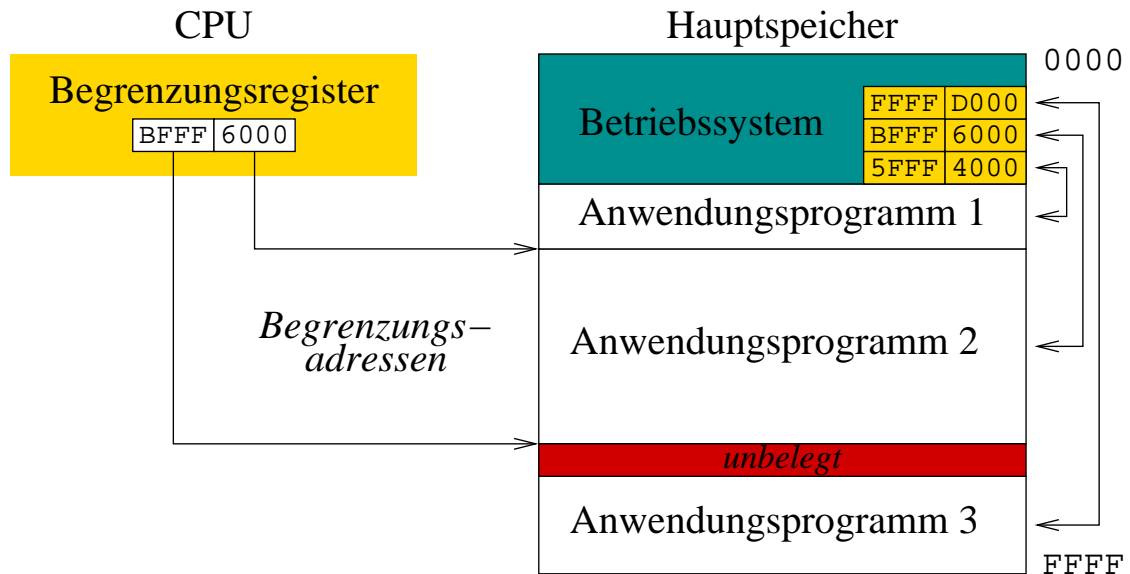 CPU
Hauptspeicher
0000
Begrenzungsregister
BFFF 6000
Betriebssystem
FFFF D000
BFFF 6000
5FFF 4000
Anwendungsprogramm 1
Begrenzungs-
adressen
Anwendungsprogramm 2
unbelegt
Anwendungsprogramm 3
FFFF